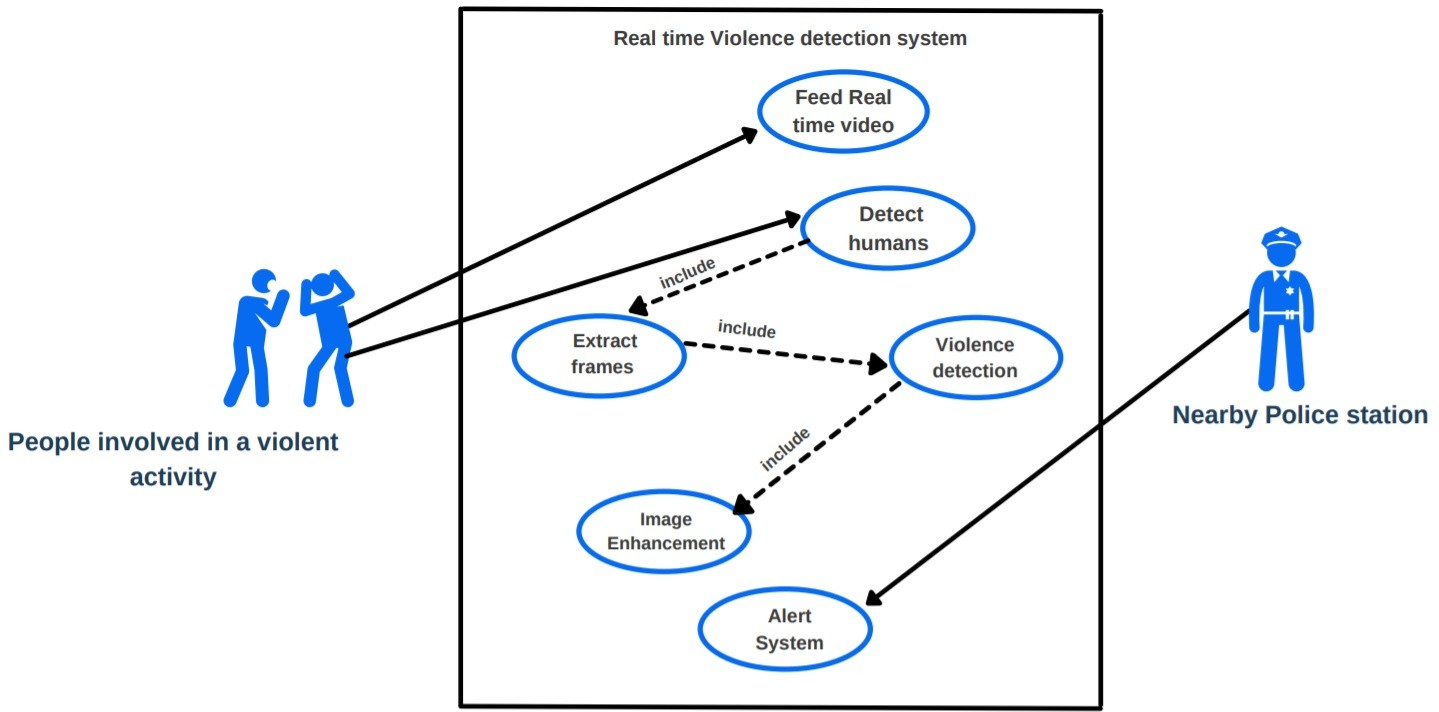 Real time Violence detection system
Feed Real
time video
Detect
humans
include
Extract
frames
include
Violence
detection
include
Image
Enhancement
Alert
System
People involved in a violent
activity
Nearby Police station